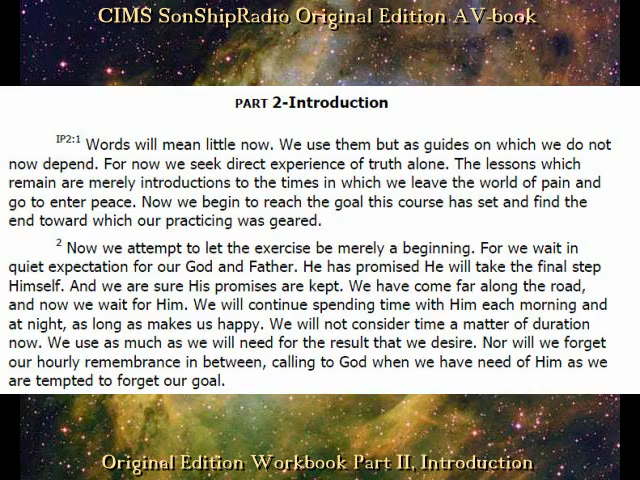 CIMS SonShipRadio Original Edition AV-book
PART 2-Introduction
IP2:1 Words will mean little now. We use them but as guides on which we do not
now depend. For now we seek direct experience of truth alone. The lessons which
remain are merely introductions to the times in which we leave the world of pain and
go to enter peace. Now we begin to reach the goal this course has set and find the
end toward which our practicing was geared.
2 Now we attempt to let the exercise be merely a beginning. For we wait in
quiet expectation for our God and Father. He has promised He will take the final step
Himself. And we are sure His promises are kept. We have come far along the road,
and now we wait for Him. We will continue spending time with Him each morning and
at night, as long as makes us happy. We will not consider time a matter of duration
now. We use as much as we will need for the result that we desire. Nor will we forget
our hourly remembrance in between, calling to God when we have need of Him as we
are tempted to forget our goal.
Original Edition Workbook Part II, Introduction